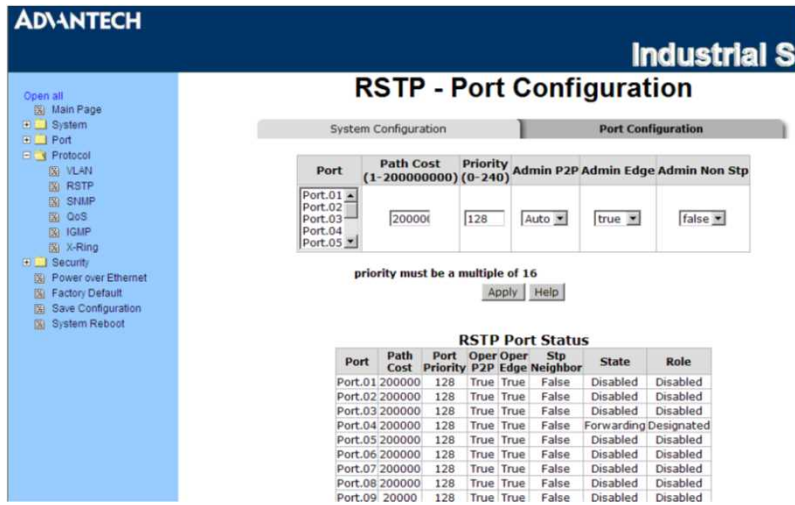 ADVANTECH
Industrial S
Open all
Main Page
System
Port
Protocol
VLAN
RSTP
SNMP
QoS
IGMP
X-Ring
Security
Power over Ethernet
Factory Default
Save Configuration
System Reboot
RSTP - Port Configuration
System Configuration Port Configuration
Port Path Cost (1-200000000) Priority (0-240) Admin P2P Admin Edge Admin Non Stp
Port.01
Port.02
Port.03
Port.04
Port.05
20000 128 Auto true false
priority must be a multiple of 16
Apply Help
RSTP Port Status
Port Path Cost Port Priority Oper P2P Oper Edge Stp Neighbor State Role
Port.01 200000 128 True True False Disabled Disabled
Port.02 200000 128 True True False Disabled Disabled
Port.03 200000 128 True True False Disabled Disabled
Port.04 200000 128 True True False Forwarding Designated
Port.05 200000 128 True True False Disabled Disabled
Port.06 200000 128 True True False Disabled Disabled
Port.07 200000 128 True True False Disabled Disabled
Port.08 200000 128 True True False Disabled Disabled
Port.09 20000 128 True True False Disabled Disabled